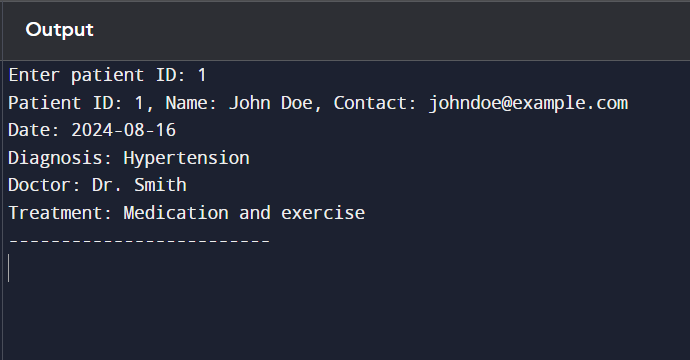 Output
Enter patient ID: 1
Patient ID: 1, Name: John Doe, Contact: johndoe@example.com
Date: 2024-08-16
Diagnosis: Hypertension
Doctor: Dr. Smith
Treatment: Medication and exercise
-------------------------